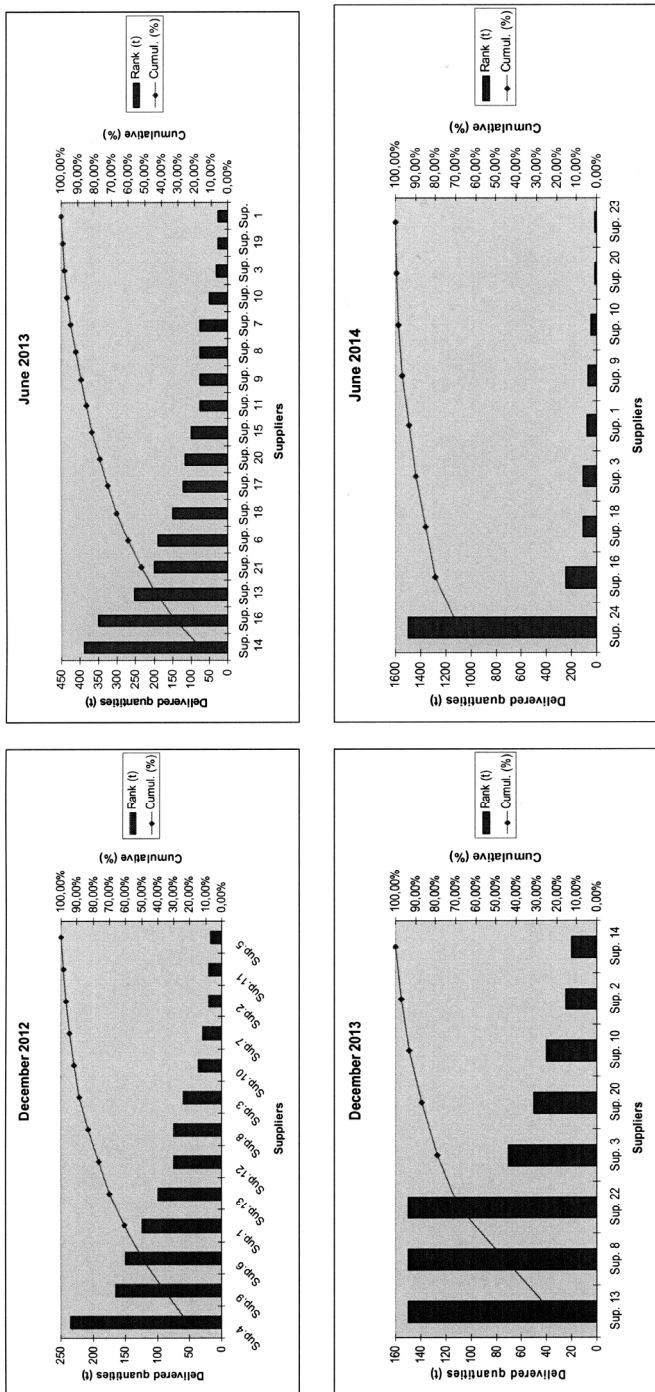 December 2012
250
200
150
100
50
0
Delivered quantities (t)
100,00%
90,00%
80,00%
70,00%
60,00%
50,00%
40,00%
30,00%
20,00%
10,00%
0,00%
Cumulative (%)
Sup.4 Sup.9 Sup.6 Sup.1 Sup.13 Sup.12 Sup.8 Sup.3 Sup.10 Sup.7 Sup.2 Sup.11 Sup.5
Suppliers
Rank (t)
Cumul. (%)
June 2013
450
400
350
300
250
200
150
100
50
0
Delivered quantities (t)
100,00%
90,00%
80,00%
70,00%
60,00%
50,00%
40,00%
30,00%
20,00%
10,00%
0,00%
Cumulative (%)
Sup. Sup. Sup. Sup. Sup. Sup. Sup. Sup. Sup. Sup. Sup. Sup. Sup. Sup. Sup. Sup. Sup.
14 16 13 21 6 18 17 20 15 11 9 8 7 10 3 19 1
Suppliers
Rank (t)
Cumul. (%)
December 2013
160
140
120
100
80
60
40
20
0
Delivered quantities (t)
100,00%
90,00%
80,00%
70,00%
60,00%
50,00%
40,00%
30,00%
20,00%
10,00%
0,00%
Cumulative (%)
Sup. 13 Sup. 8 Sup. 22 Sup. 3 Sup. 20 Sup. 10 Sup. 2 Sup. 14
Suppliers
Rank (t)
Cumul. (%)
June 2014
1600
1400
1200
1000
800
600
400
200
0
Delivered quantities (t)
100,00%
90,00%
80,00%
70,00%
60,00%
50,00%
40,00%
30,00%
20,00%
10,00%
0,00%
Cumulative (%)
Sup. 24 Sup. 16 Sup. 18 Sup. 3 Sup. 1 Sup. 9 Sup. 10 Sup. 20 Sup. 23
Suppliers
Rank (t)
Cumul. (%)